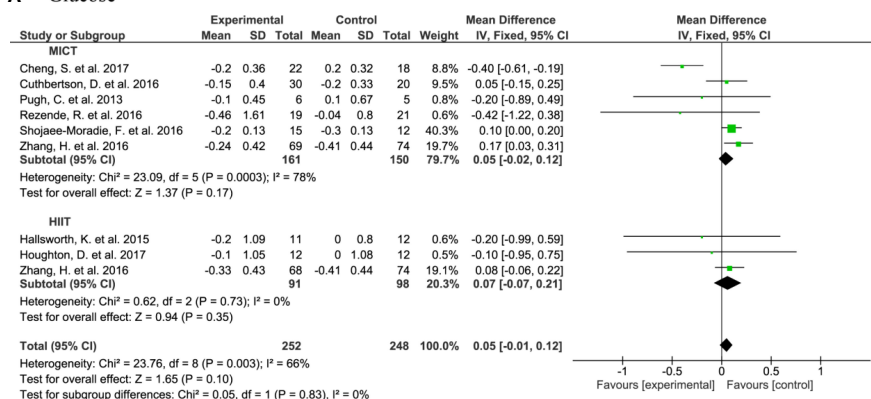 Glucose
Experimental Control Mean Difference Mean Difference
Study or Subgroup Mean SD Total Mean SD Total Weight IV, Fixed, 95% CI IV, Fixed, 95% CI
MICT
Cheng, S. et al. 2017 -0.2 0.36 22 0.2 0.32 18 8.8% -0.40 [-0.61, -0.19]
Cuthbertson, D. et al. 2016 -0.15 0.4 30 -0.2 0.33 20 9.5% 0.05 [-0.15, 0.25]
Pugh, C. et al. 2013 -0.1 0.45 6 0.1 0.67 5 0.8% -0.20 [-0.89, 0.49]
Rezende, R. et al. 2016 -0.46 1.61 19 -0.04 0.8 21 0.6% -0.42 [-1.22, 0.38]
Shojaee-Moradie, F. et al. 2016 -0.2 0.13 15 -0.3 0.13 12 40.3% 0.10 [0.00, 0.20]
Zhang, H. et al. 2016 -0.24 0.42 69 -0.41 0.44 74 19.7% 0.17 [0.03, 0.31]
Subtotal (95% CI) 161 150 79.7% 0.05 [-0.02, 0.12]
Heterogeneity: Chi² = 23.09, df = 5 (P = 0.0003); I² = 78%
Test for overall effect: Z = 1.37 (P = 0.17)
HIIT
Hallsworth, K. et al. 2015 -0.2 1.09 11 0 0.8 12 0.6% -0.20 [-0.99, 0.59]
Houghton, D. et al. 2017 -0.1 1.05 12 0 1.08 12 0.5% -0.10 [-0.95, 0.75]
Zhang, H. et al. 2016 -0.33 0.43 68 -0.41 0.44 74 19.1% 0.08 [-0.06, 0.22]
Subtotal (95% CI) 91 98 20.3% 0.07 [-0.07, 0.21]
Heterogeneity: Chi² = 0.62, df = 2 (P = 0.73); I² = 0%
Test for overall effect: Z = 0.94 (P = 0.35)
Total (95% CI) 252 248 100.0% 0.05 [-0.01, 0.12]
Heterogeneity: Chi² = 23.76, df = 8 (P = 0.003); I² = 66%
Test for overall effect: Z = 1.65 (P = 0.10)
Test for subgroup differences: Chi² = 0.05, df = 1 (P = 0.83), I² = 0%
-1 -0.5 0 0.5 1
Favours [experimental] Favours [control]